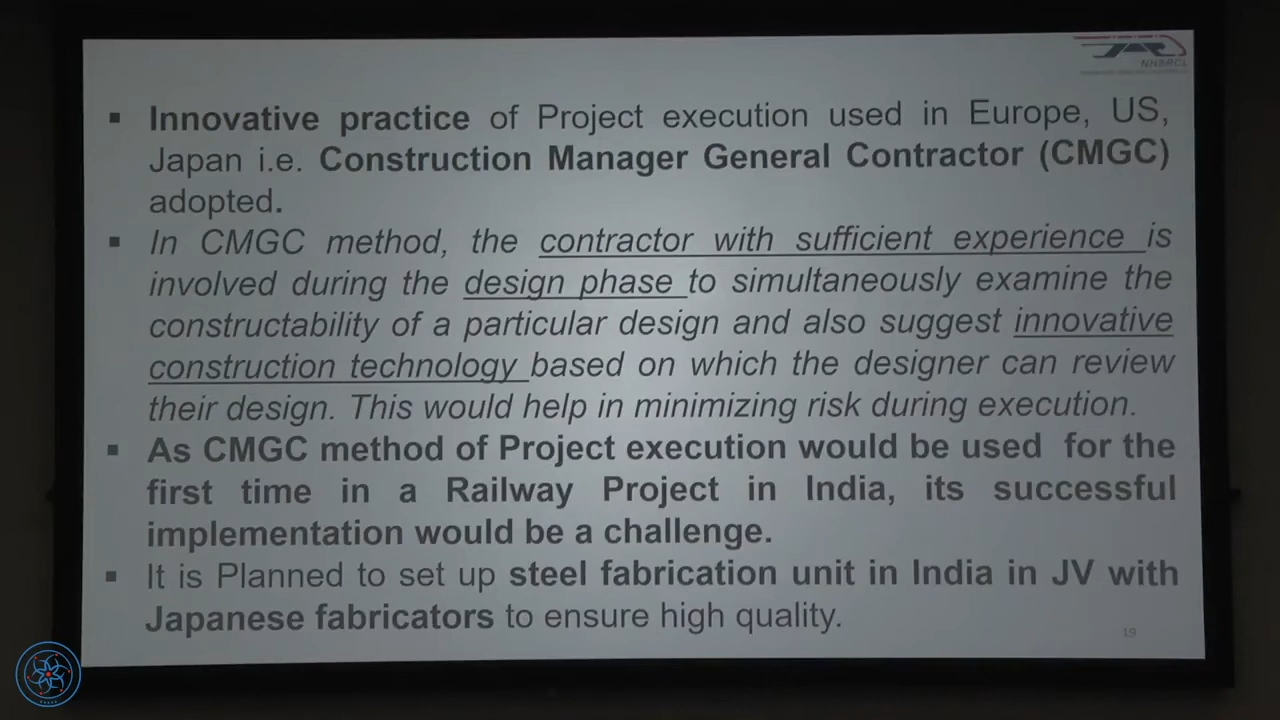 NHSRCL
▪ Innovative practice of Project execution used in Europe, US,
Japan i.e. Construction Manager General Contractor (CMGC)
adopted.
▪ In CMGC method, the contractor with sufficient experience is
involved during the design phase to simultaneously examine the
constructability of a particular design and also suggest innovative
construction technology based on which the designer can review
their design. This would help in minimizing risk during execution.
▪ As CMGC method of Project execution would be used for the
first time in a Railway Project in India, its successful
implementation would be a challenge.
▪ It is Planned to set up steel fabrication unit in India in JV with
Japanese fabricators to ensure high quality.
19